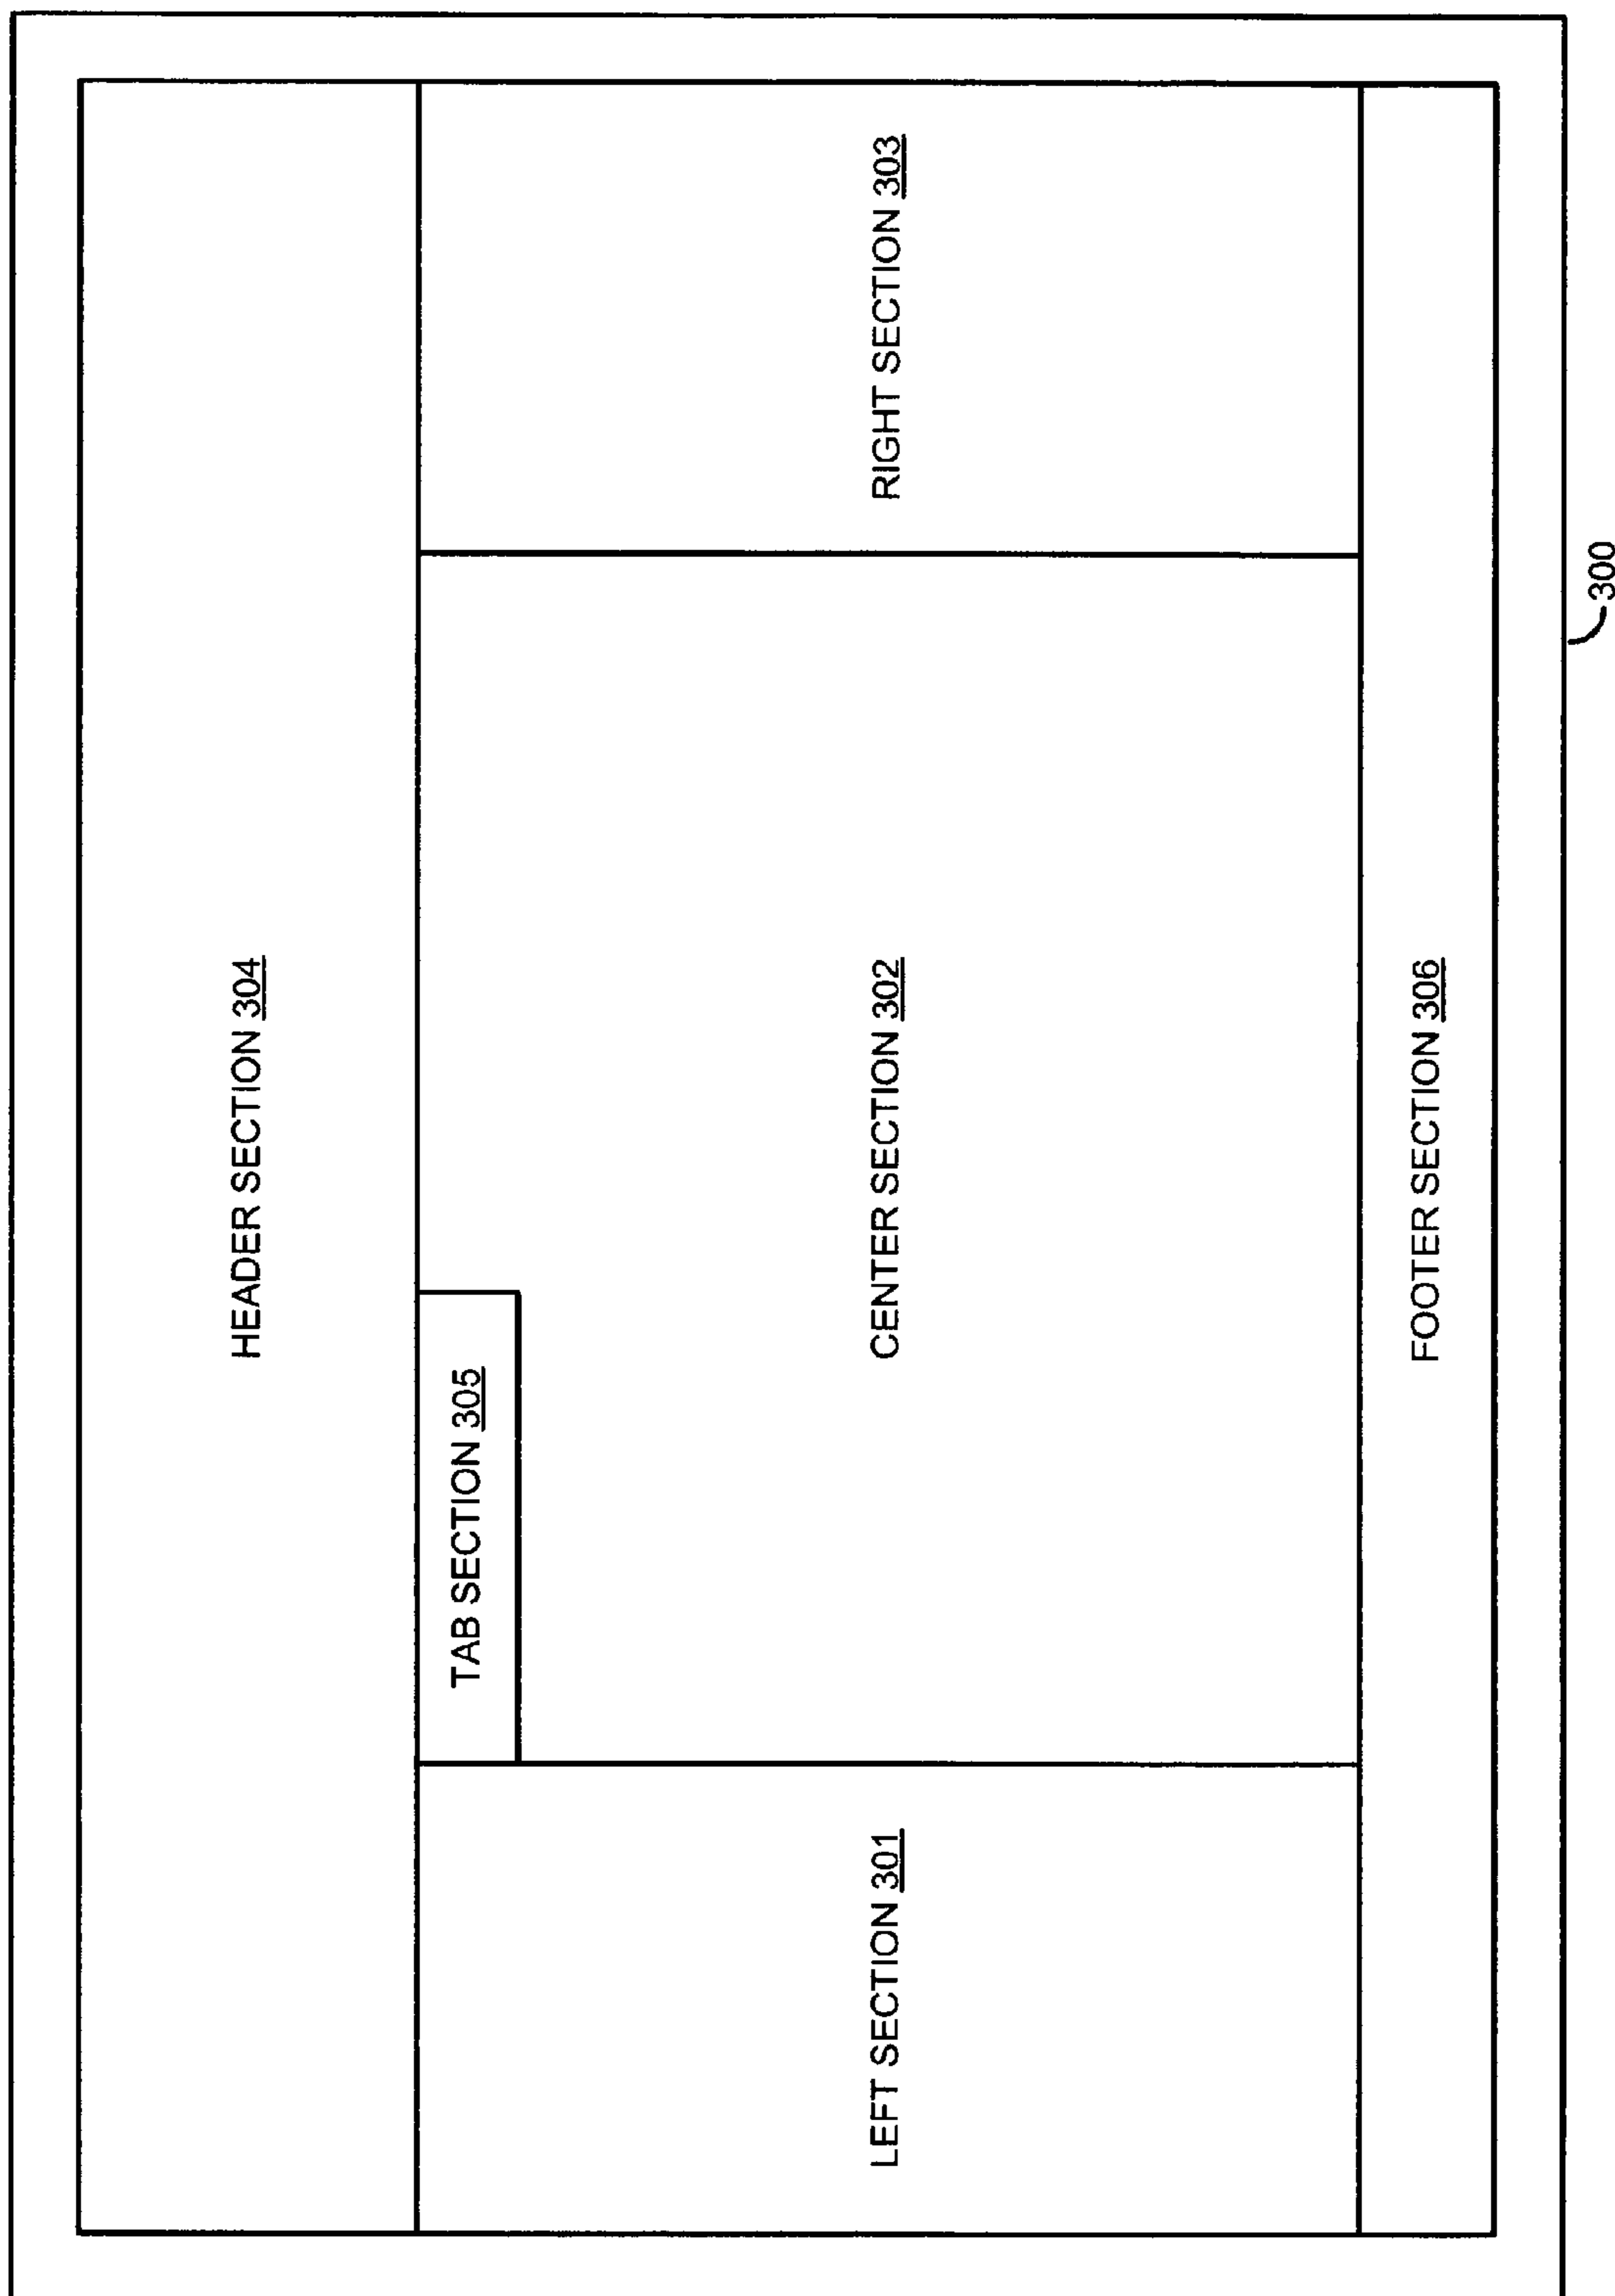 HEADER SECTION 304
TAB SECTION 305
LEFT SECTION 301
CENTER SECTION 302
RIGHT SECTION 303
FOOTER SECTION 306
300